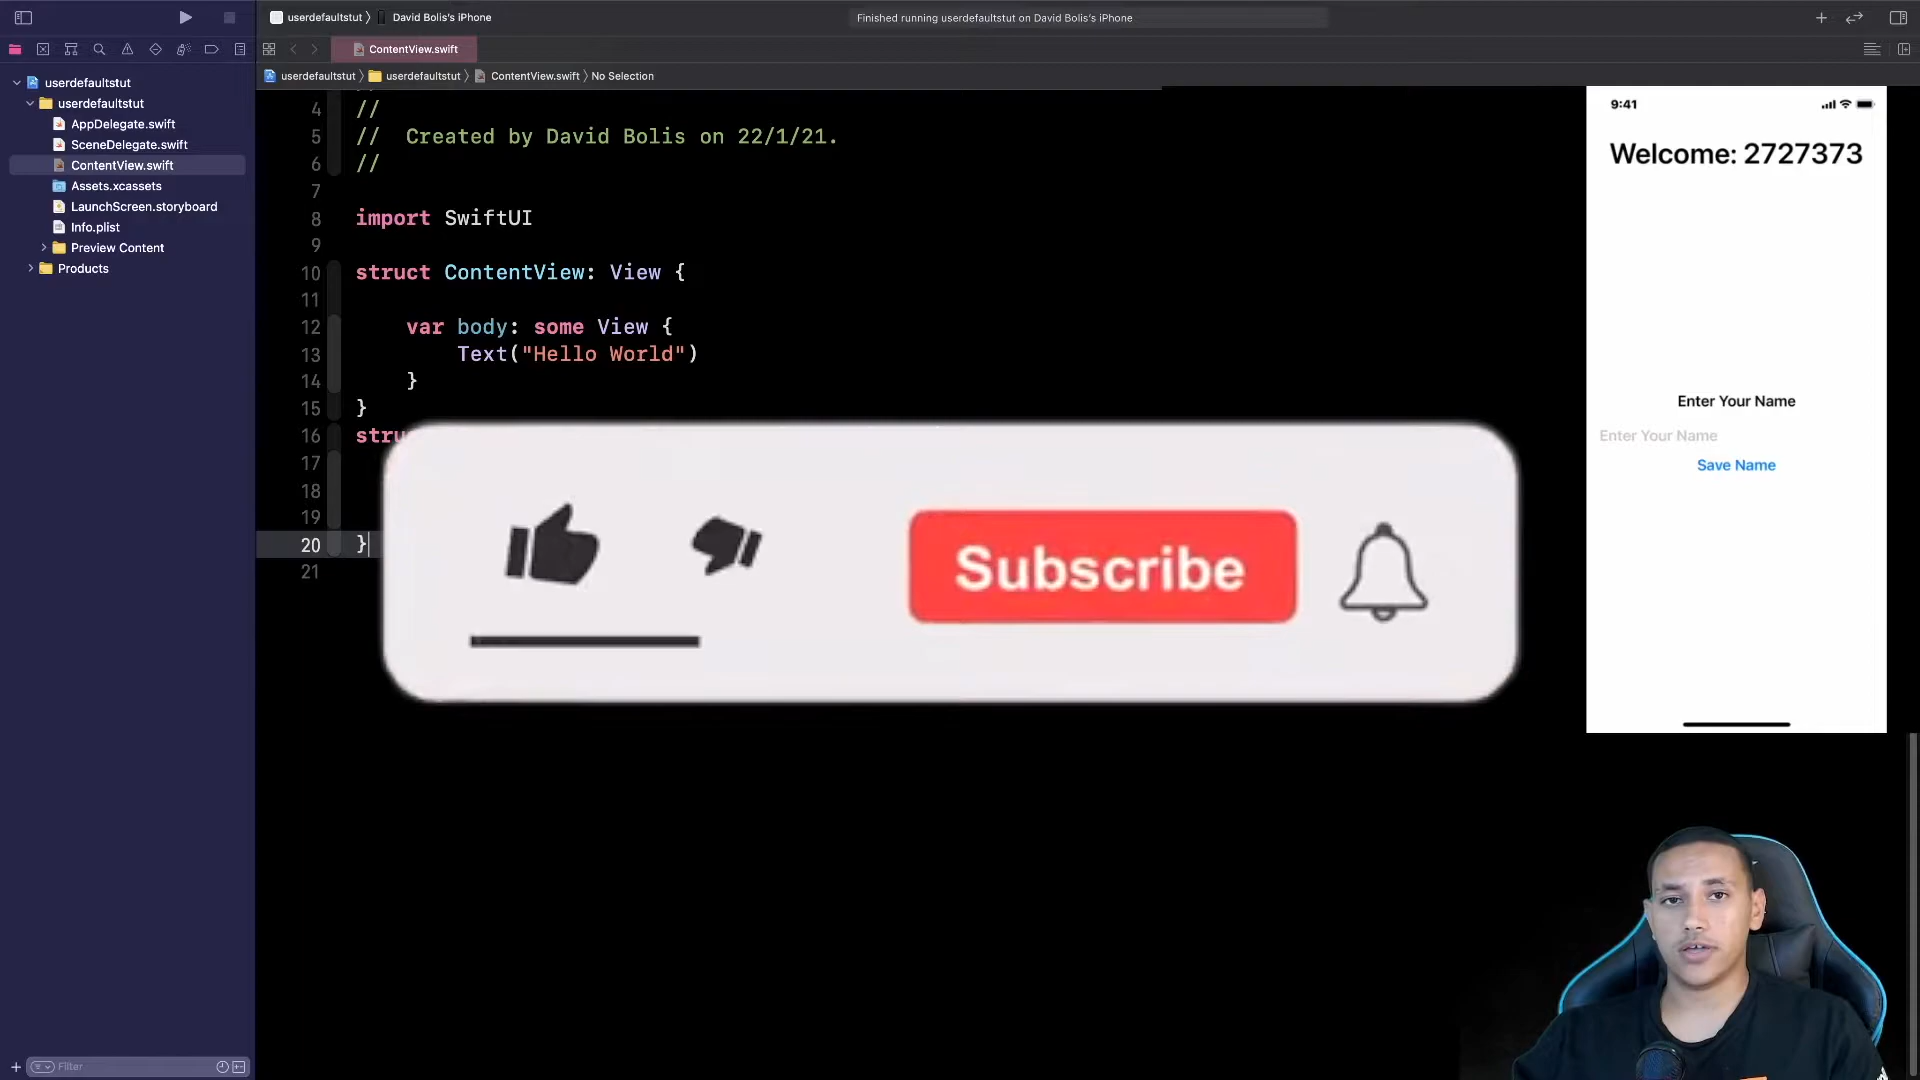 userdefaultstut
David Bolis's iPhone
Finished running userdefaultstut on David Bolis's iPhone
ContentView.swift
userdefaultstut
userdefaultstut
ContentView.swift
No Selection
userdefaultstut
userdefaultstut
AppDelegate.swift
SceneDelegate.swift
ContentView.swift
Assets.xcassets
LaunchScreen.storyboard
Info.plist
Preview Content
Products
Filter
4 //
5 //  Created by David Bolis on 22/1/21.
6 //
7
8 import SwiftUI
9
10 struct ContentView: View {
11
12     var body: some View {
13         Text("Hello World")
14     }
15 }
16 stru
17
18
19
20 }
21
Subscribe
9:41
Welcome: 2727373
Enter Your Name
Enter Your Name
Save Name